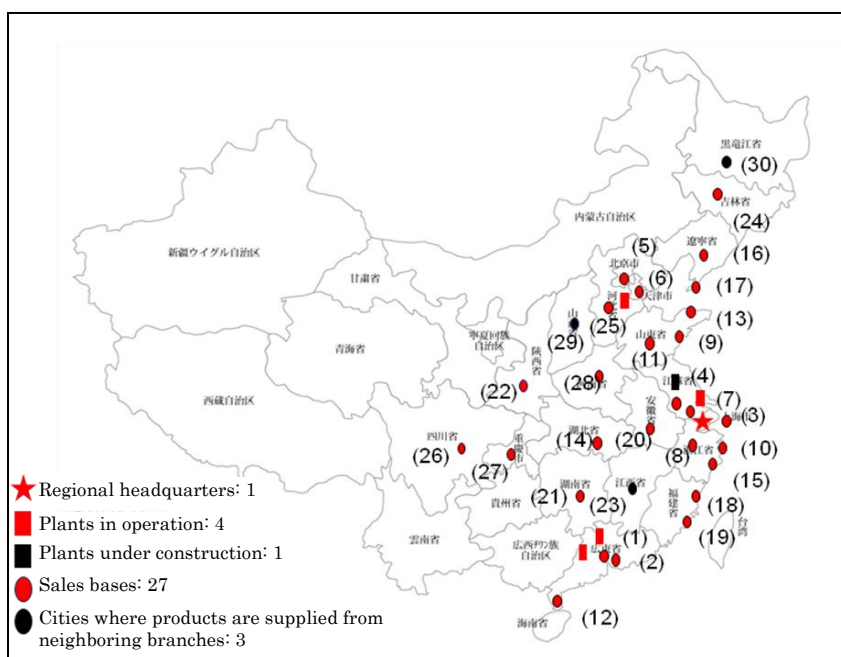 黒竜江省
(30)
吉林省
(24)
内蒙古自治区
遼寧省
(16)
新疆ウイグル自治区
(5)
北京市
(6)
天津市
(17)
甘粛省
(13)
(29)
(25)
山東省
(9)
(11)
寧夏回族
自治区
青海省
陝西省
(4)
(28)
(22)
(7)
西蔵自治区
安徽省
(3)
湖北省
(14)
(20)
(8)
(10)
四川省
(26)
重慶市
(27)
(15)
江西省
湖南省
(21)
(23)
福建省
(18)
貴州省
(19)
台湾
雲南省
広西チワン族
自治区
(1)
広東省
(2)
海南省
(12)
Regional headquarters: 1
Plants in operation: 4
Plants under construction: 1
Sales bases: 27
Cities where products are supplied from
neighboring branches: 3